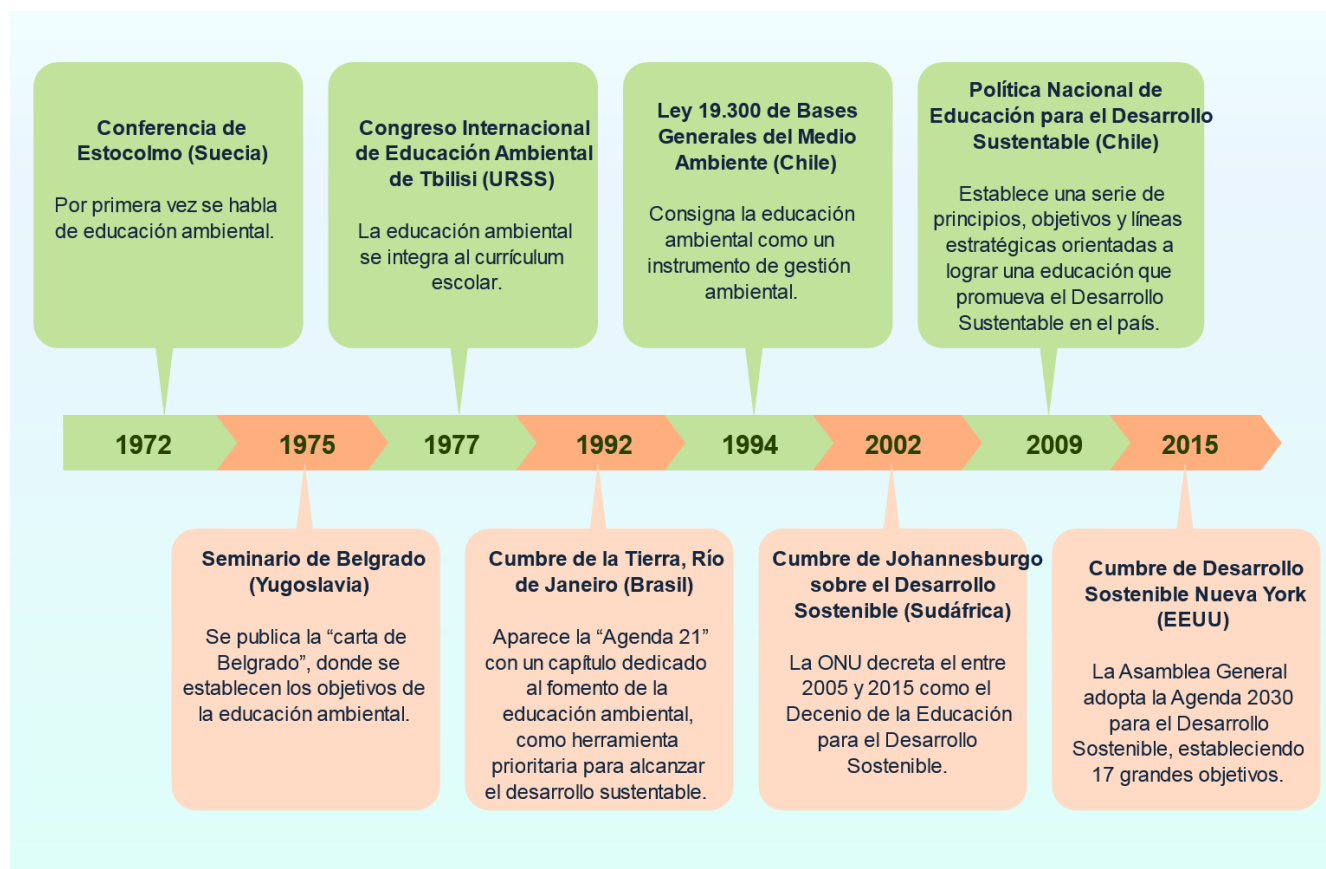 Conferencia de
Estocolmo (Suecia)
Por primera vez se habla
de educación ambiental.
Congreso Internacional
de Educación Ambiental
de Tbilisi (URSS)
La educación ambiental
se integra al currículum
escolar.
Ley 19.300 de Bases
Generales del Medio
Ambiente (Chile)
Consigna la educación
ambiental como un
instrumento de gestión
ambiental.
Política Nacional de
Educación para el Desarrollo
Sustentable (Chile)
Establece una serie de
principios, objetivos y líneas
estratégicas orientadas a
lograr una educación que
promueva el Desarrollo
Sustentable en el país.
1972 1975 1977 1992 1994 2002 2009 2015
Seminario de Belgrado
(Yugoslavia)
Se publica la “carta de
Belgrado”, donde se
establecen los objetivos de
la educación ambiental.
Cumbre de la Tierra, Río
de Janeiro (Brasil)
Aparece la “Agenda 21”
con un capítulo dedicado
al fomento de la
educación ambiental,
como herramienta
prioritaria para alcanzar
el desarrollo sustentable.
Cumbre de Johannesburgo
sobre el Desarrollo
Sostenible (Sudáfrica)
La ONU decreta el entre
2005 y 2015 como el
Decenio de la Educación
para el Desarrollo
Sostenible.
Cumbre de Desarrollo
Sostenible Nueva York
(EEUU)
La Asamblea General
adopta la Agenda 2030
para el Desarrollo
Sostenible, estableciendo
17 grandes objetivos.